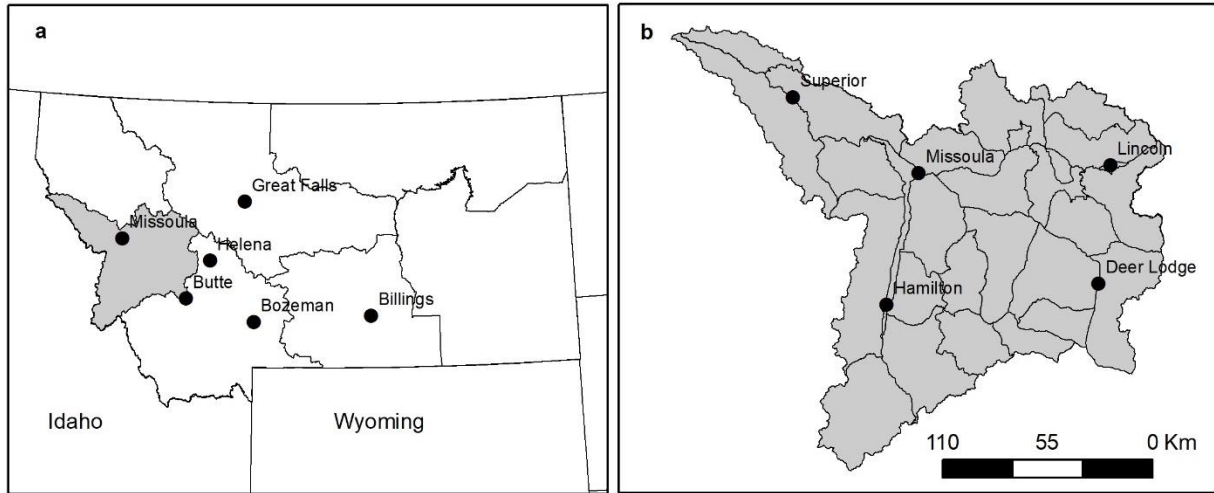 a
Great Falls
Missoula
Helena
Butte
Bozeman
Billings
Idaho
Wyoming
b
Superior
Missoula
Lincoln
Deer Lodge
Hamilton
110 55 0 Km